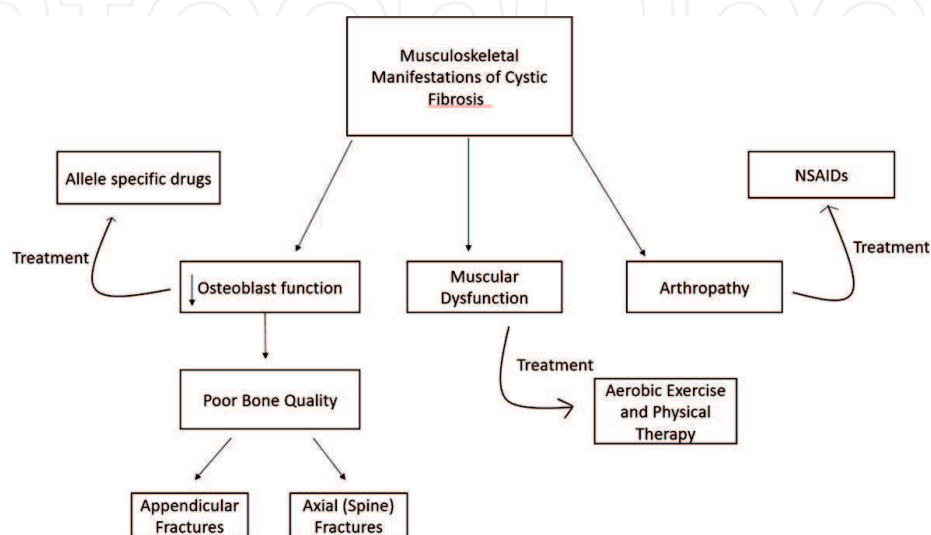 Musculoskeletal
Manifestations of Cystic
Fibrosis
Allele specific drugs
NSAIDs
Treatment
Treatment
Osteoblast function
Muscular
Dysfunction
Arthropathy
Treatment
Poor Bone Quality
Aerobic Exercise
and Physical
Therapy
Appendicular
Fractures
Axial (Spine)
Fractures